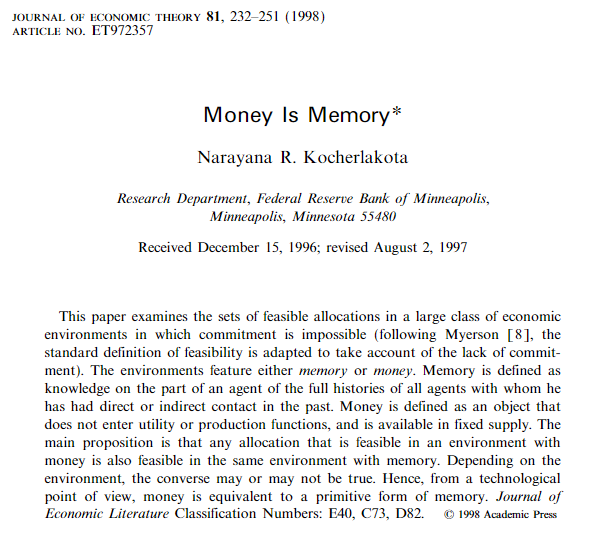 JOURNAL OF ECONOMIC THEORY 81, 232–251 (1998)
ARTICLE NO. ET972357
Money Is Memory*
Narayana R. Kocherlakota
Research Department, Federal Reserve Bank of Minneapolis,
Minneapolis, Minnesota 55480
Received December 15, 1996; revised August 2, 1997
This paper examines the sets of feasible allocations in a large class of economic
environments in which commitment is impossible (following Myerson [8], the
standard definition of feasibility is adapted to take account of the lack of commit-
ment). The environments feature either memory or money. Memory is defined as
knowledge on the part of an agent of the full histories of all agents with whom he
has had direct or indirect contact in the past. Money is defined as an object that
does not enter utility or production functions, and is available in fixed supply. The
main proposition is that any allocation that is feasible in an environment with
money is also feasible in the same environment with memory. Depending on the
environment, the converse may or may not be true. Hence, from a technological
point of view, money is equivalent to a primitive form of memory. Journal of
Economic Literature Classification Numbers: E40, C73, D82. © 1998 Academic Press